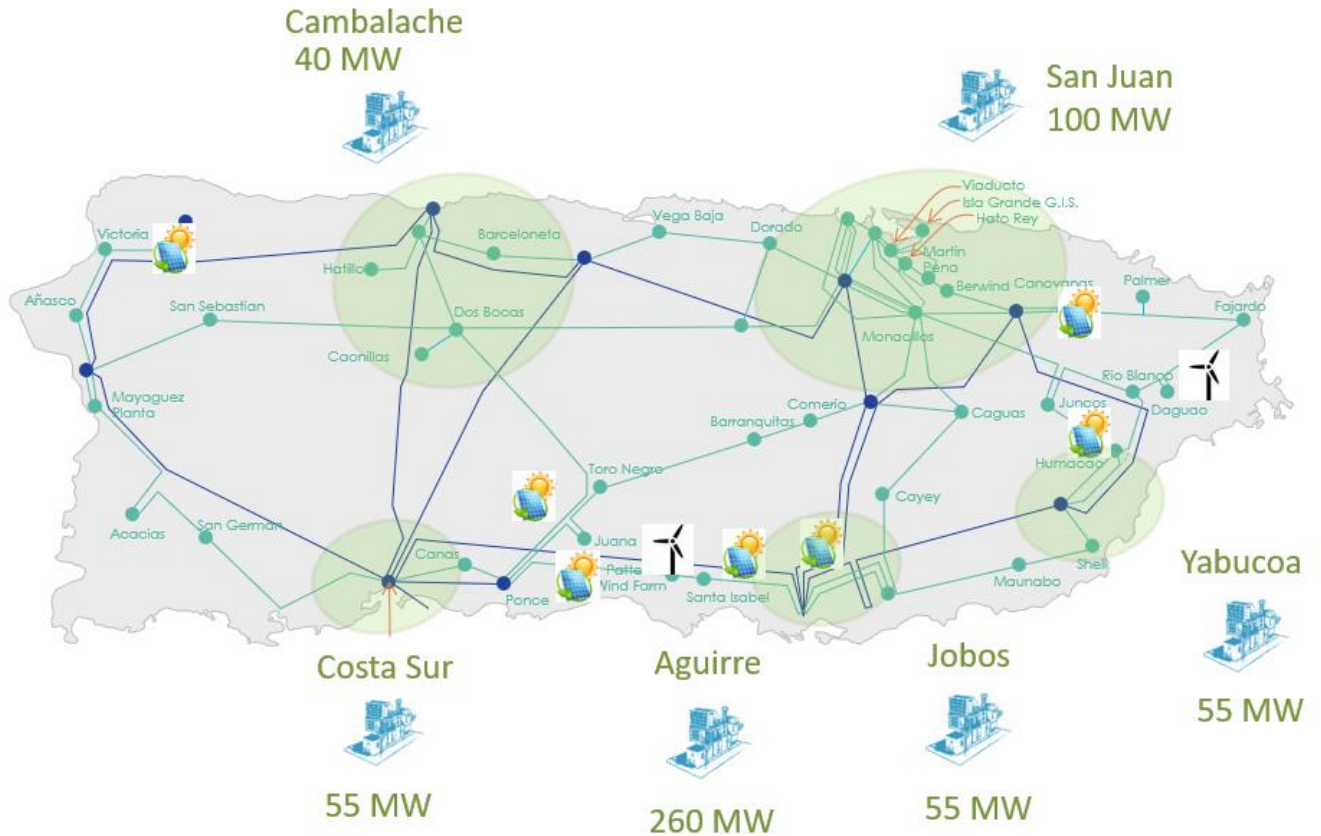 Cambalache
40 MW
San Juan
100 MW
Viaducto
Isla Grande G.I.S.
Hato Rey
Vega Baja
Dorado
Victoria
Barceloneta
Martin
Pena
Hatillo
Berwind
Canovanas
Palmer
Añasco
San Sebastian
Dos Bocas
Fajardo
Monacillos
Caonillas
Rio Blanco
Mayaguez
Planta
Comerio
Caguas
Juncos
Daguao
Barranquitas
Humacao
Toro Negro
Cayey
Acacias
San German
Juana
Canas
Patte
Wind Farm
Ponce
Santa Isabel
Maunabo
Shell
Yabucoa
55 MW
Costa Sur
55 MW
Aguirre
260 MW
Jobos
55 MW